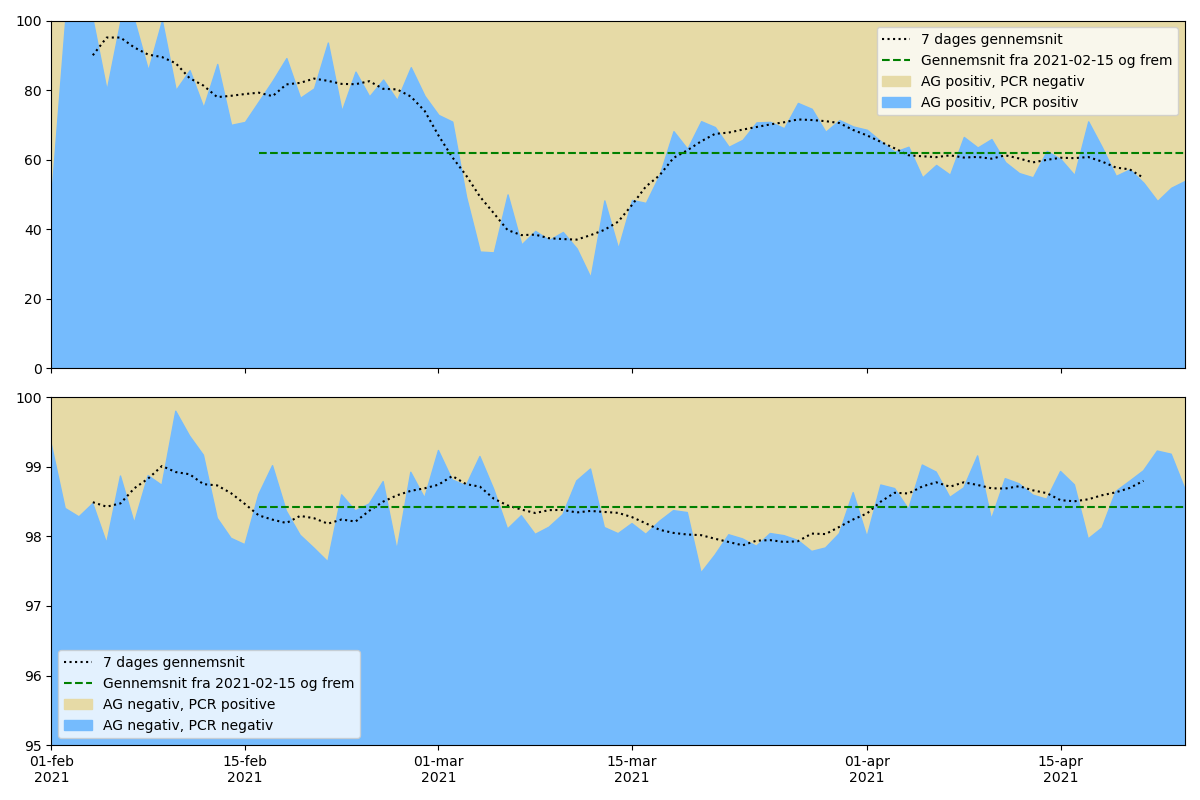 100
80
60
40
20
0
7 dages gennemsnit
Gennemsnit fra 2021-02-15 og frem
AG positiv, PCR negativ
AG positiv, PCR positiv
100
99
98
97
96
95
7 dages gennemsnit
Gennemsnit fra 2021-02-15 og frem
AG negativ, PCR positive
AG negativ, PCR negativ
01-feb 15-feb 01-mar 15-mar 01-apr 15-apr
2021 2021 2021 2021 2021 2021